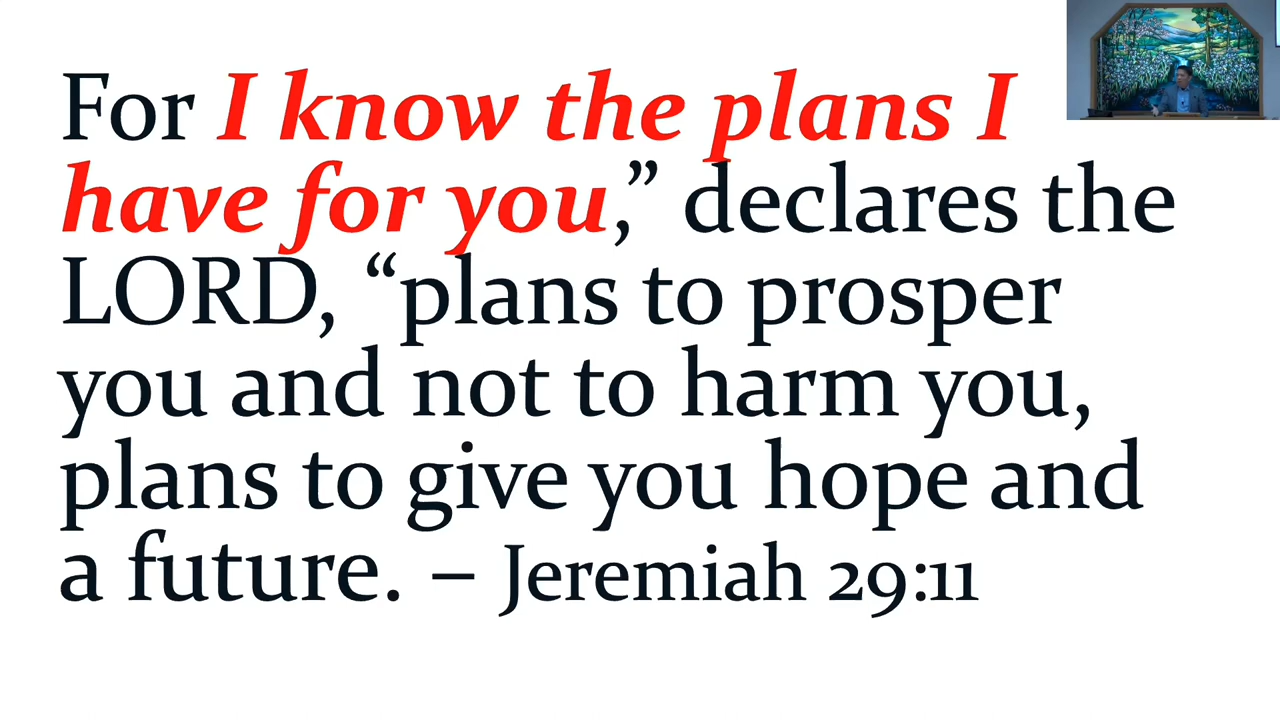 For I know the plans I
have for you,” declares the
LORD, “plans to prosper
you and not to harm you,
plans to give you hope and
a future. – Jeremiah 29:11